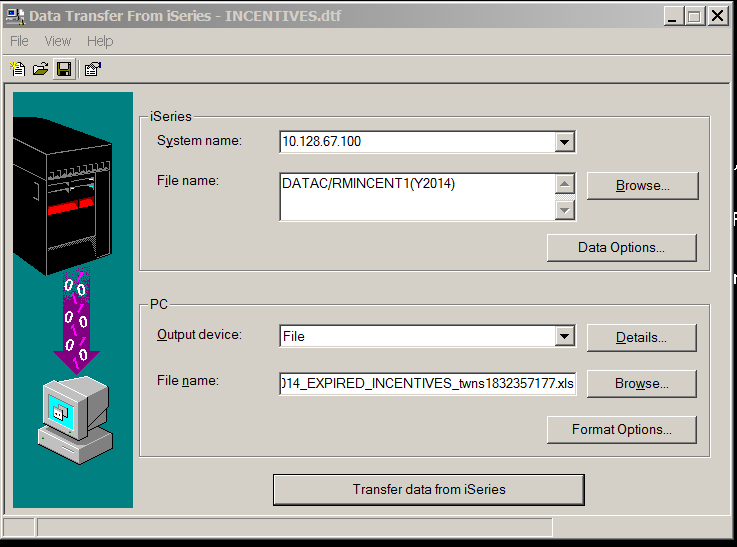 Data Transfer From iSeries - INCENTIVES.dtf
File View Help
iSeries
System name: 10.128.67.100
File name: DATAC/RMINCENT1(Y2014) Browse...
Data Options...
PC
Output device: File Details...
File name: 014_EXPIRED_INCENTIVES_twns1832357177.xls Browse...
Format Options...
Transfer data from iSeries